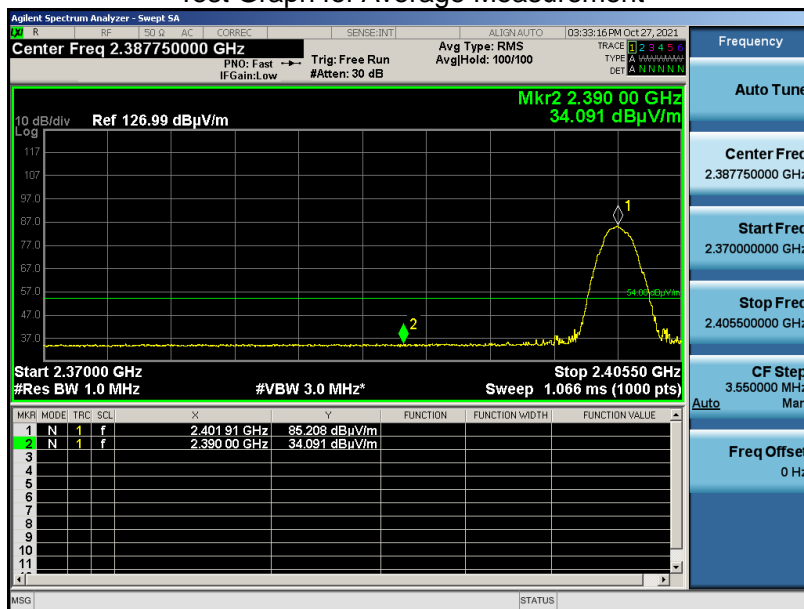 Test Graph for Average Measurement
Agilent Spectrum Analyzer - Swept SA
R RF 50 Ω AC CORREC SENSE:INT ALIGN AUTO 03:33:16 PM Oct 27, 2021
Center Freq 2.387750000 GHz
PNO: Fast
IFGain:Low
Trig: Free Run
#Atten: 30 dB
Avg Type: RMS
Avg|Hold: 100/100
TRACE 1 2 3 4 5 6
TYPE A WWWWW
DET A N N N N N
Mkr2 2.390 00 GHz
34.091 dBµV/m
10 dB/div Ref 126.99 dBµV/m
Log
117
107
97.0
87.0
77.0
67.0
57.0
47.0
37.0
1
2
54.00 dBµV/m
Start 2.37000 GHz Stop 2.40550 GHz
#Res BW 1.0 MHz #VBW 3.0 MHz* Sweep 1.066 ms (1000 pts)
MKR MODE TRC SCL X Y FUNCTION FUNCTION WIDTH FUNCTION VALUE
1 N 1 f 2.401 91 GHz 85.208 dBµV/m
2 N 1 f 2.390 00 GHz 34.091 dBµV/m
3
4
5
6
7
8
9
10
11
MSG STATUS
Frequency
Auto Tune
Center Freq
2.387750000 GHz
Start Freq
2.370000000 GHz
Stop Freq
2.405500000 GHz
CF Step
3.550000 MHz
Auto Man
Freq Offset
0 Hz